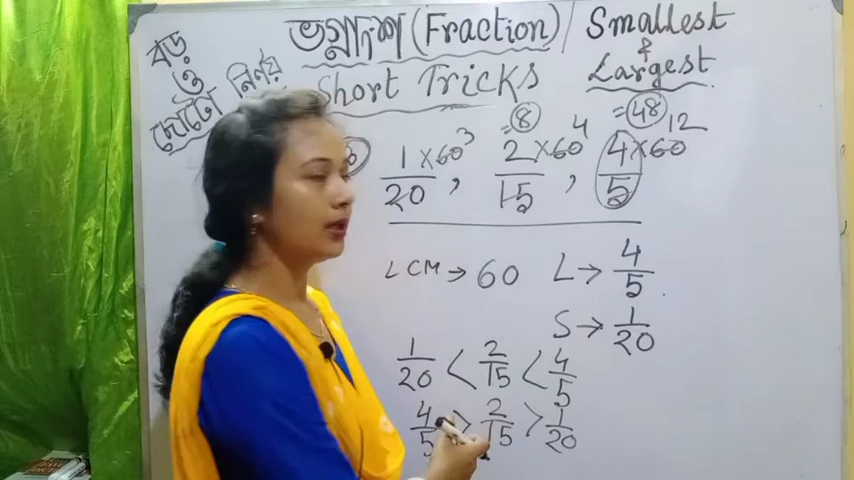 বড় ও ছোটো নির্ণয়
ভগ্নাংশ (Fraction) / Smallest & Largest
Short Tricks
=8 =48
1/20 ×60 3 , 2/15 ×60 4 , 4/5 ×60 12
LCM → 60 L → 4/5
S → 1/20
1/20 < 2/15 < 4/5
4/5 > 2/15 > 1/20